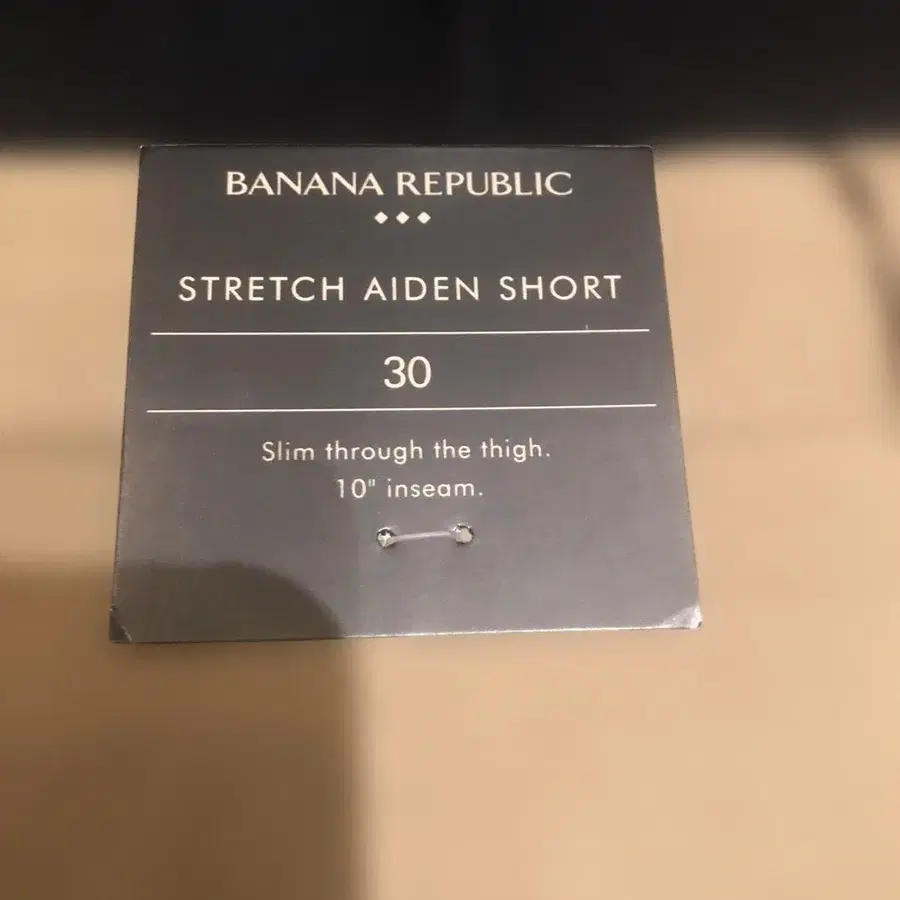 BANANA REPUBLIC
STRETCH AIDEN SHORT
30
Slim through the thigh.
10" inseam.